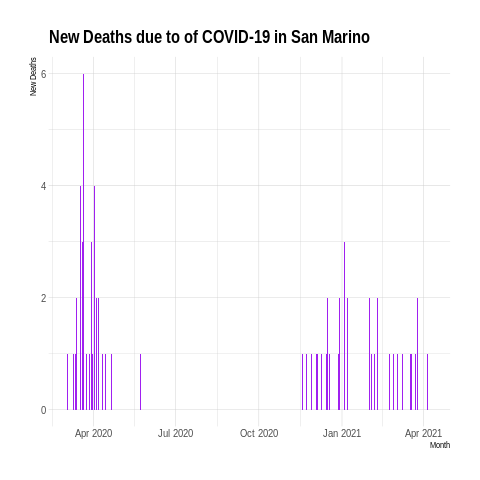 New Deaths due to of COVID-19 in San Marino
New Deaths
6
4
2
0
Apr 2020 Jul 2020 Oct 2020 Jan 2021 Apr 2021
Month